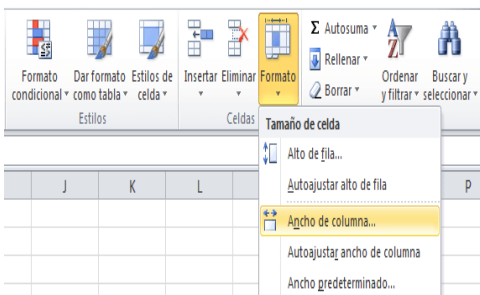 Formato condicional
Dar formato como tabla
Estilos de celda
Estilos
Insertar
Eliminar
Formato
Celdas
Σ Autosuma
Rellenar
Borrar
Ordenar y filtrar
Buscar y seleccionar
Tamaño de celda
Alto de fila...
Autoajustar alto de fila
Ancho de columna...
Autoajustar ancho de columna
Ancho predeterminado...
J K L P